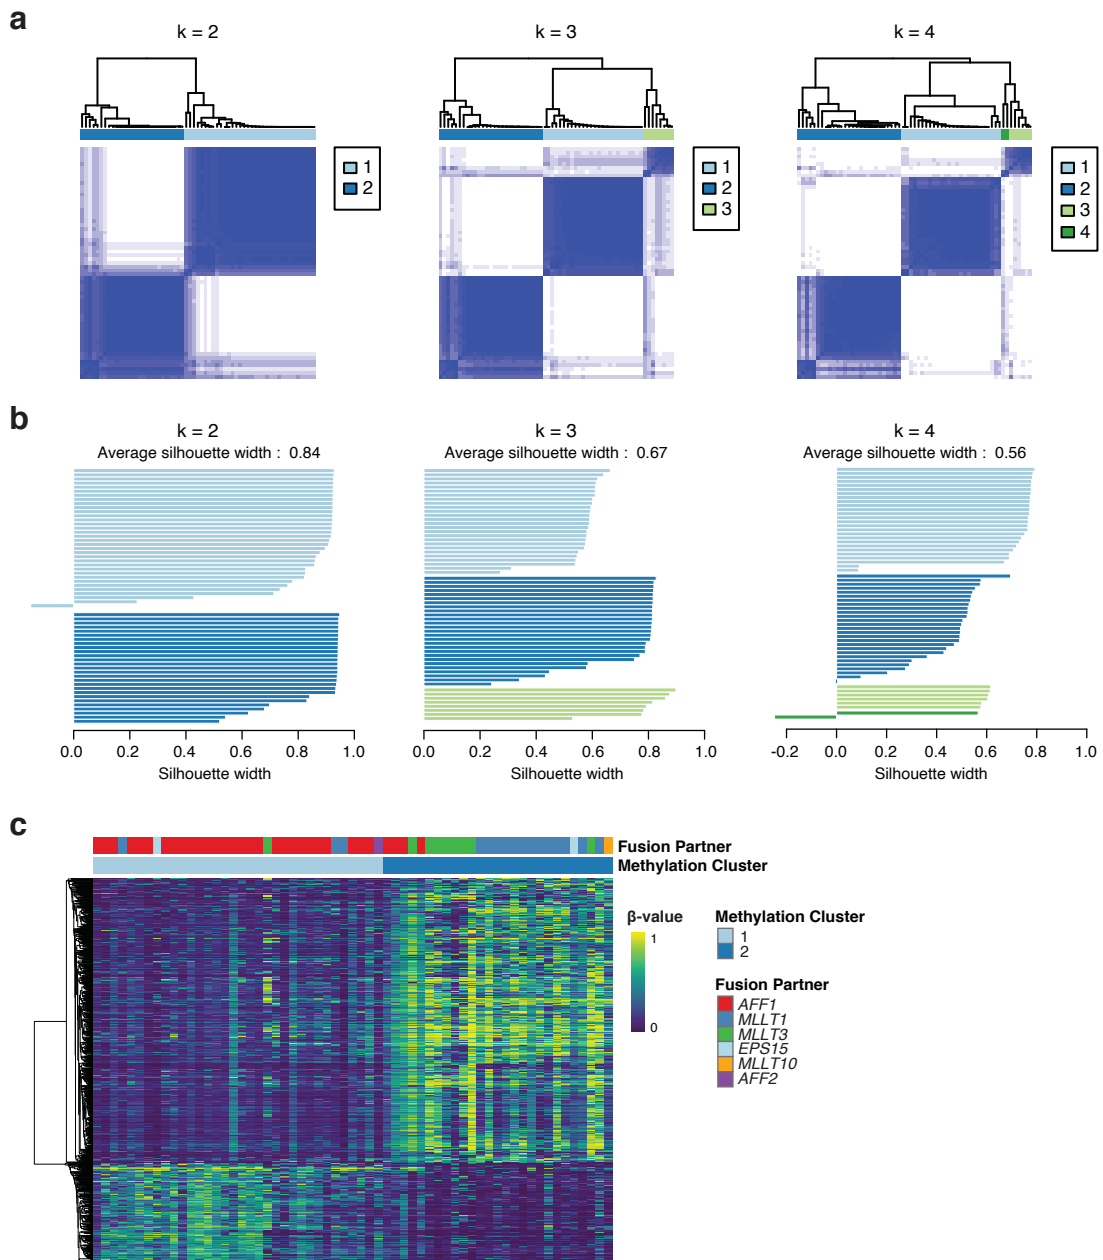 a
k = 2
k = 3
k = 4
1
2
1
2
3
1
2
3
4
b
k = 2
k = 3
k = 4
Average silhouette width : 0.84
Average silhouette width : 0.67
Average silhouette width : 0.56
0.0 0.2 0.4 0.6 0.8 1.0
0.0 0.2 0.4 0.6 0.8 1.0
-0.2 0.0 0.2 0.4 0.6 0.8 1.0
Silhouette width
Silhouette width
Silhouette width
c
Fusion Partner
Methylation Cluster
β-value
1
0
Methylation Cluster
1
2
Fusion Partner
AFF1
MLLT1
MLLT3
EPS15
MLLT10
AFF2